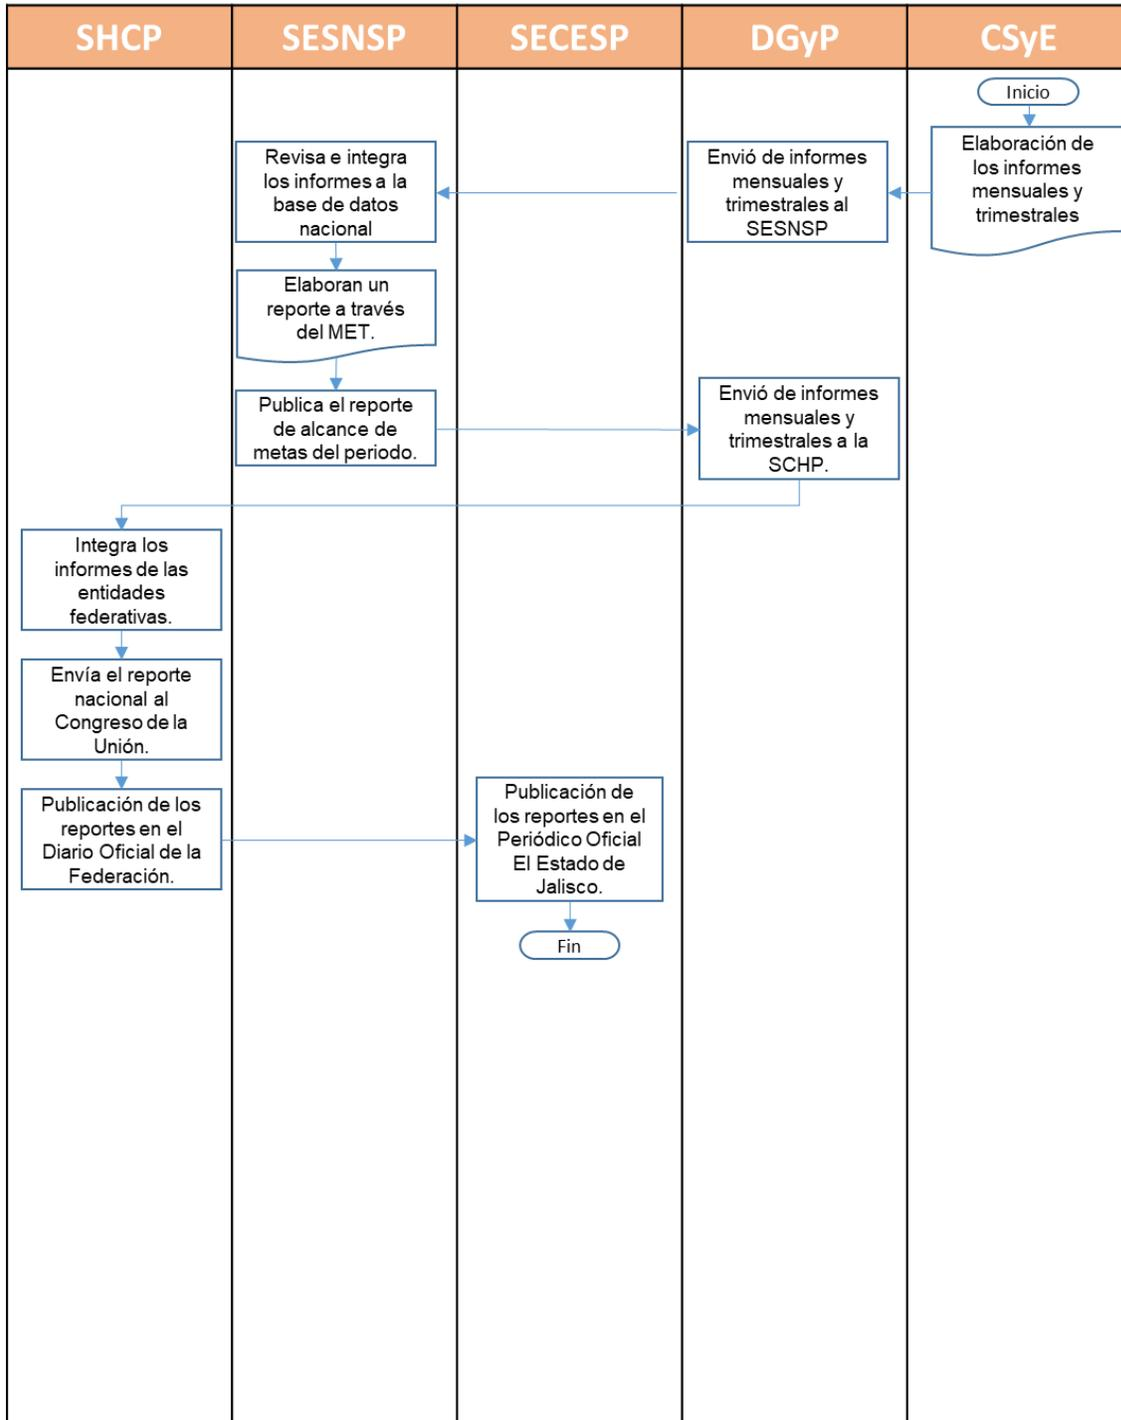 SHCP
SESNSP
SECESP
DGyP
CSyE
Inicio
Elaboración de
los informes
mensuales y
trimestrales
Envió de informes
mensuales y
trimestrales al
SESNSP
Revisa e integra
los informes a la
base de datos
nacional
Elaboran un
reporte a través
del MET.
Publica el reporte
de alcance de
metas del periodo.
Envió de informes
mensuales y
trimestrales a la
SCHP.
Integra los
informes de las
entidades
federativas.
Envía el reporte
nacional al
Congreso de la
Unión.
Publicación de los
reportes en el
Diario Oficial de la
Federación.
Publicación de
los reportes en el
Periódico Oficial
El Estado de
Jalisco.
Fin